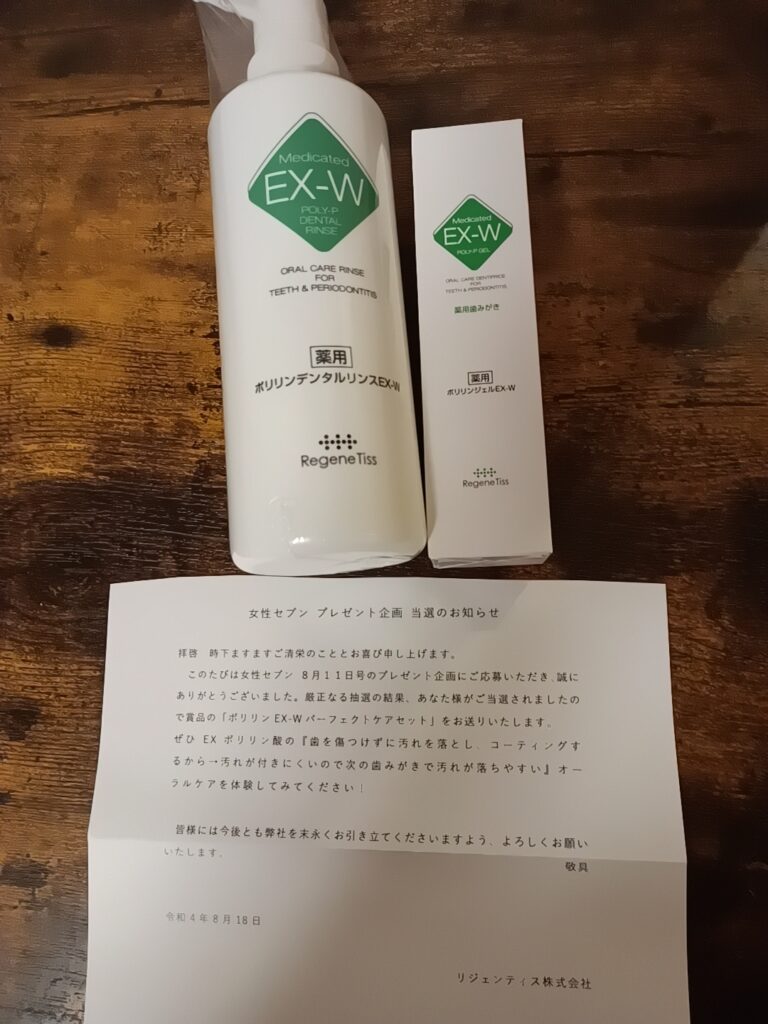 Medicated
EX-W
POLY-P
DENTAL
RINSE
ORAL CARE RINSE
FOR
TEETH & PERIODONTITIS
薬用
ポリリンデンタルリンスEX-W
RegeneTiss
Medicated
EX-W
POLY-P GEL
ORAL CARE DENTIFRICE
FOR
TEETH & PERIODONTITIS
薬用歯みがき
薬用
ポリリンジェルEX-W
RegeneTiss
女性セブン プレゼント企画 当選のお知らせ
拝啓 時下ますますご清栄のこととお喜び申し上げます。
このたびは女性セブン 8月11日号のプレゼント企画にご応募いただき、誠に
ありがとうございました。厳正なる抽選の結果、あなた様がご当選されましたの
で賞品の「ポリリンEX-Wパーフェクトケアセット」をお送りいたします。
ぜひ EX ポリリン酸の『歯を傷つけずに汚れを落とし、コーティングす
るから→汚れが付きにくいので次の歯みがきで汚れが落ちやすい』オー
ラルケアを体験してみてください！
皆様には今後とも弊社を末永くお引き立てくださいますよう、よろしくお願い
いたします。
敬具
令和4年8月18日
リジェンティス株式会社